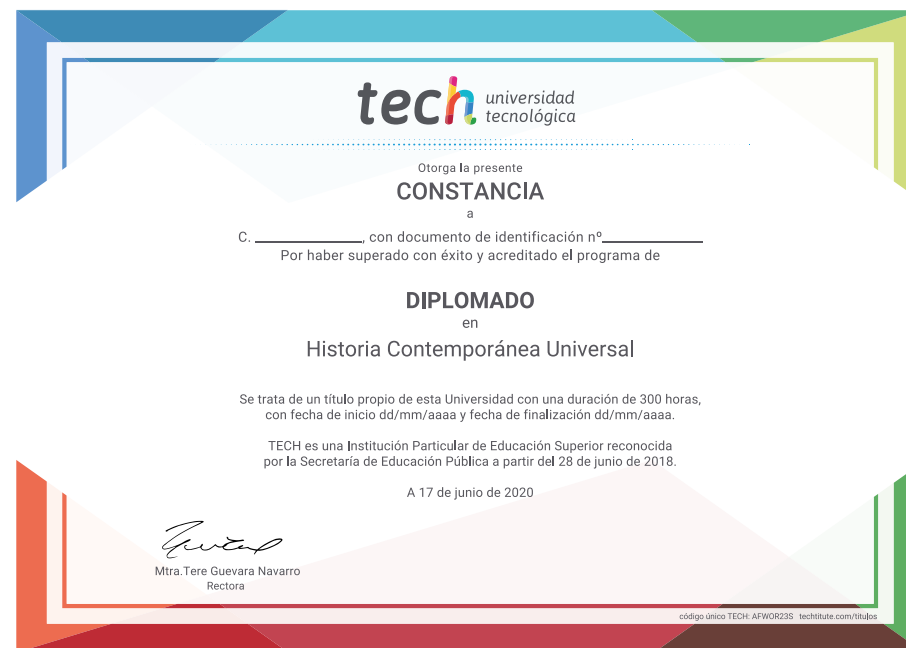 tech universidad
tecnológica
Otorga la presente
CONSTANCIA
a
C. ____________, con documento de identificación nº____________
Por haber superado con éxito y acreditado el programa de
DIPLOMADO
en
Historia Contemporánea Universal
Se trata de un título propio de esta Universidad con una duración de 300 horas,
con fecha de inicio dd/mm/aaaa y fecha de finalización dd/mm/aaaa.
TECH es una Institución Particular de Educación Superior reconocida
por la Secretaría de Educación Pública a partir del 28 de junio de 2018.
A 17 de junio de 2020
Mtra.Tere Guevara Navarro
Rectora
código único TECH: AFWOR23S techtitute.com/titulos